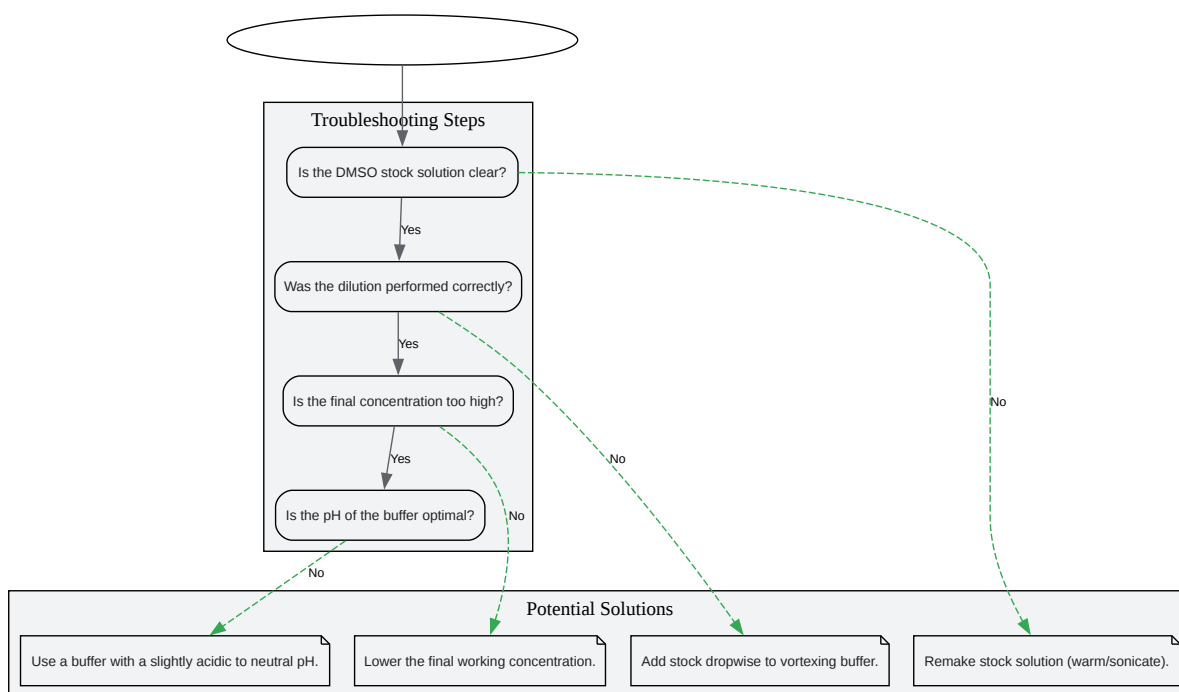 Troubleshooting Steps
Is the DMSO stock solution clear?
Yes
Was the dilution performed correctly?
Yes
Is the final concentration too high?
No
Yes
No
Is the pH of the buffer optimal?
No
No
Potential Solutions
Use a buffer with a slightly acidic to neutral pH.
Lower the final working concentration.
Add stock dropwise to vortexing buffer.
Remake stock solution (warm/sonicate).